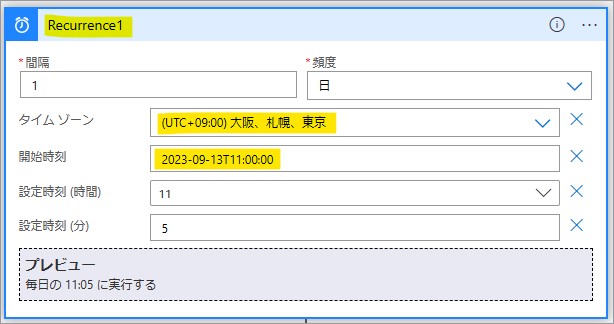 Recurrence1
*間隔
*頻度
1
日
タイム ゾーン
(UTC+09:00) 大阪、札幌、東京
開始時刻
2023-09-13T11:00:00
設定時刻 (時間)
11
設定時刻 (分)
5
プレビュー
毎日の 11:05 に実行する